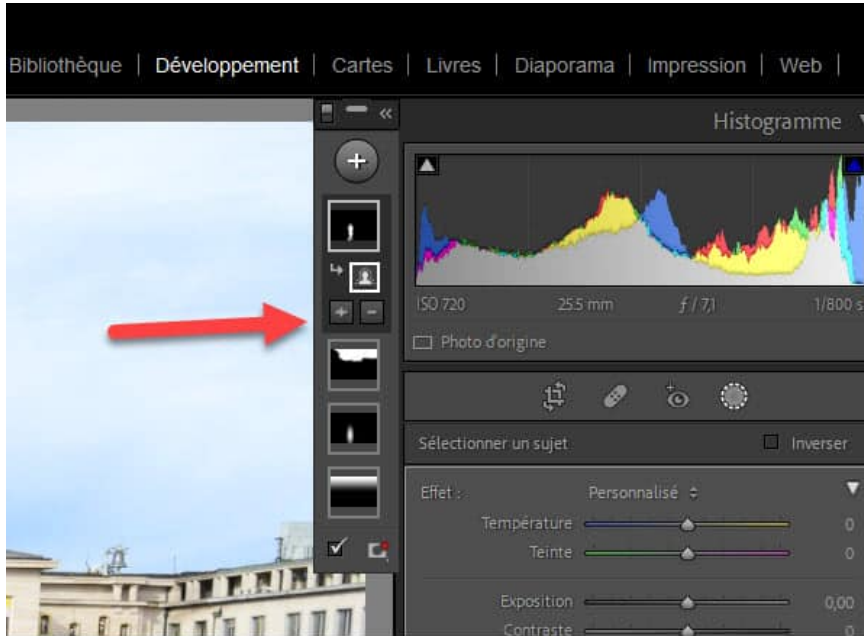 Bibliothèque | Développement | Cartes | Livres | Diaporama | Impression | Web |
Histogramme
ISO 720 25.5 mm ƒ / 7,1 1/800 s
Photo d'origine
Sélectionner un sujet Inverser
Effet : Personnalisé
Température 0
Teinte 0
Exposition 0,00
Contraste 0